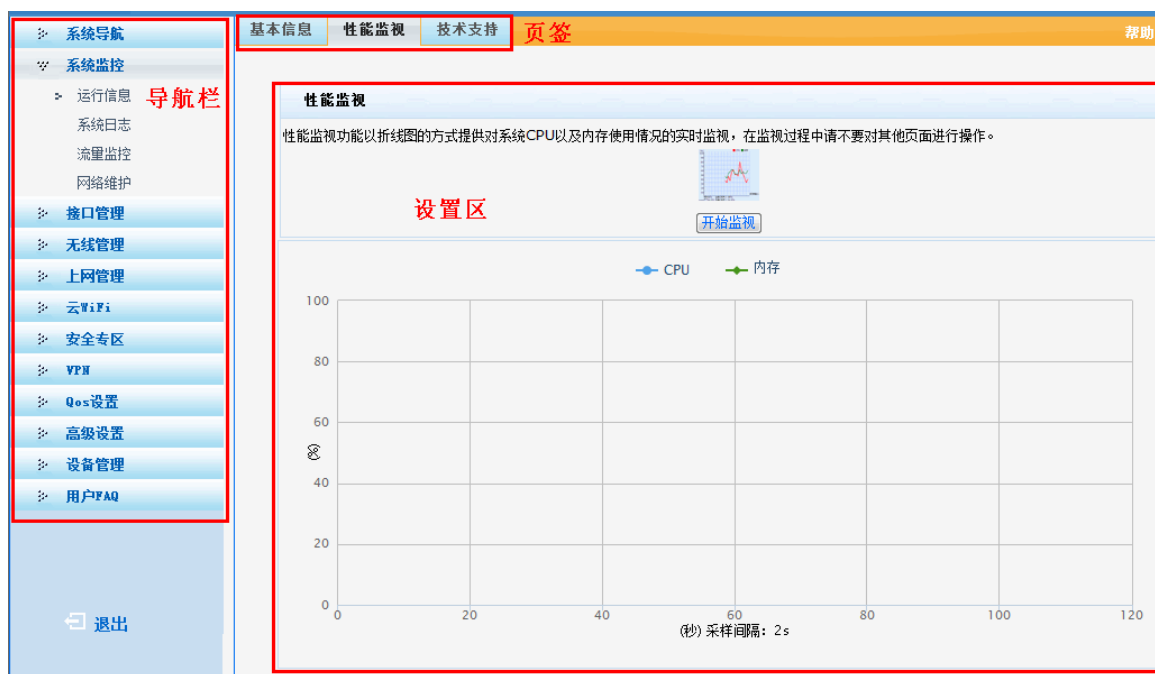 系统导航
系统监控
运行信息
导航栏
系统日志
流量监控
网络维护
接口管理
无线管理
上网管理
云WiFi
安全专区
VPN
Qos设置
高级设置
设备管理
用户FAQ
退出
基本信息 性能监视 技术支持 页签 帮助
性能监视
性能监视功能以折线图的方式提供对系统CPU以及内存使用情况的实时监视，在监视过程中请不要对其他页面进行操作。
设置区
开始监视
CPU 内存
100
80
60
%
40
20
0
0 20 40 60 80 100 120
(秒) 采样间隔：2s